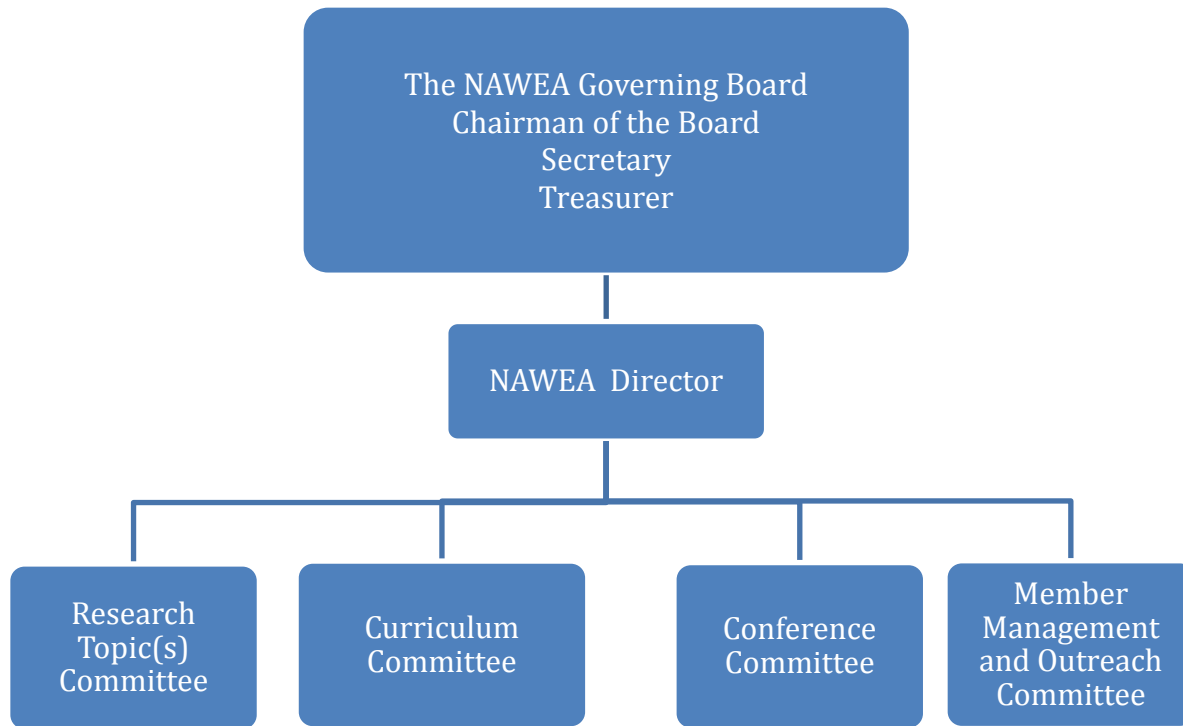 The NAWEA Governing Board
Chairman of the Board
Secretary
Treasurer
NAWEA Director
Research
Topic(s)
Committee
Curriculum
Committee
Conference
Committee
Member
Management
and Outreach
Committee